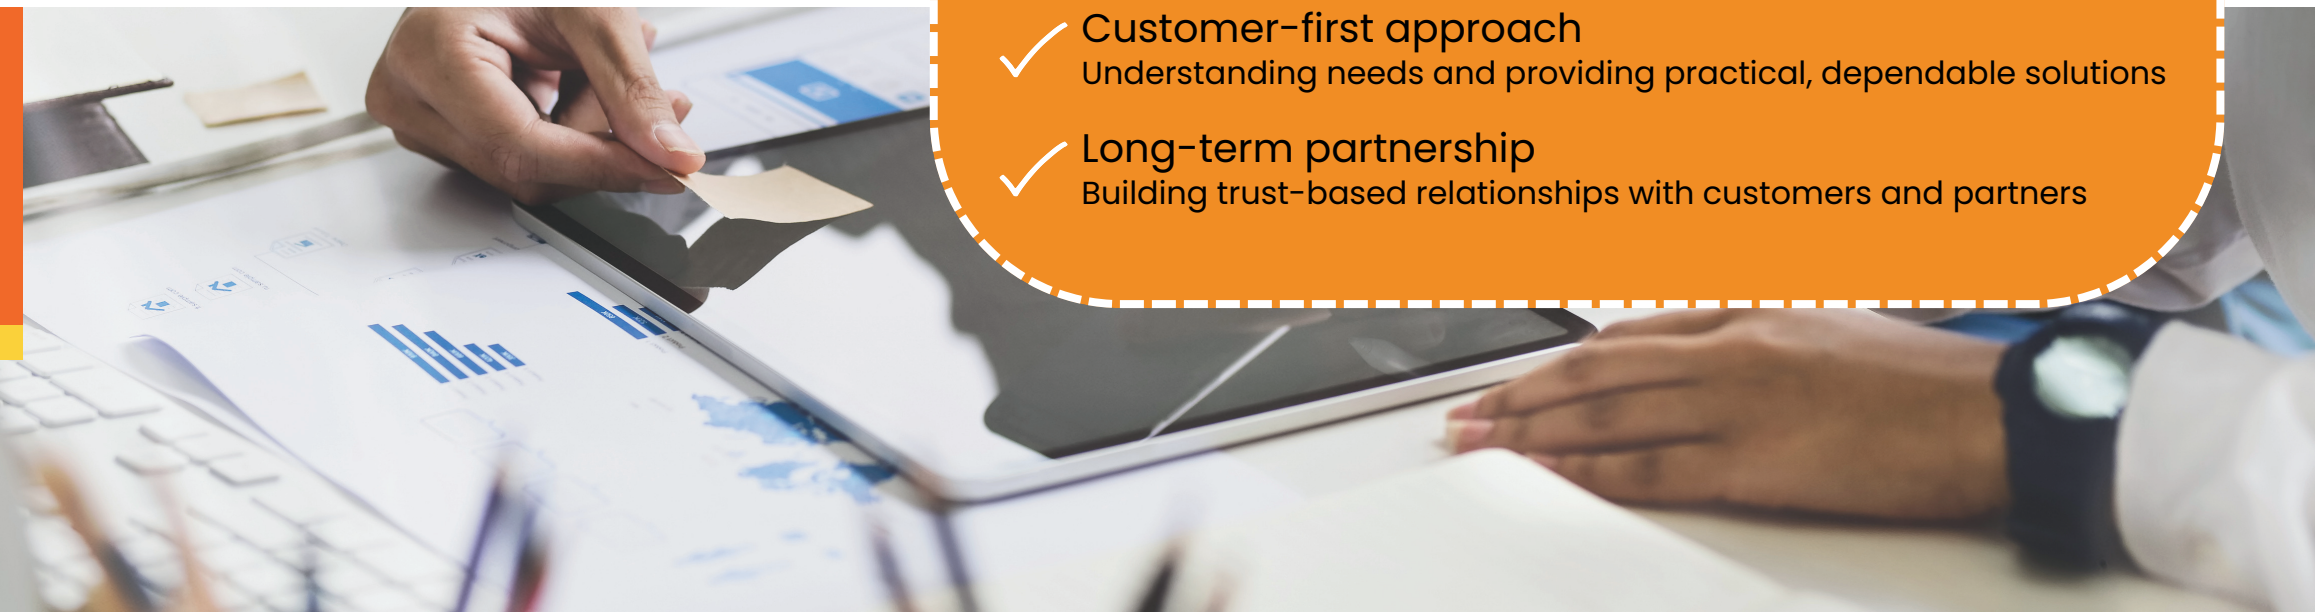 Customer-first approach
Understanding needs and providing practical, dependable solutions
Long-term partnership
Building trust-based relationships with customers and partners